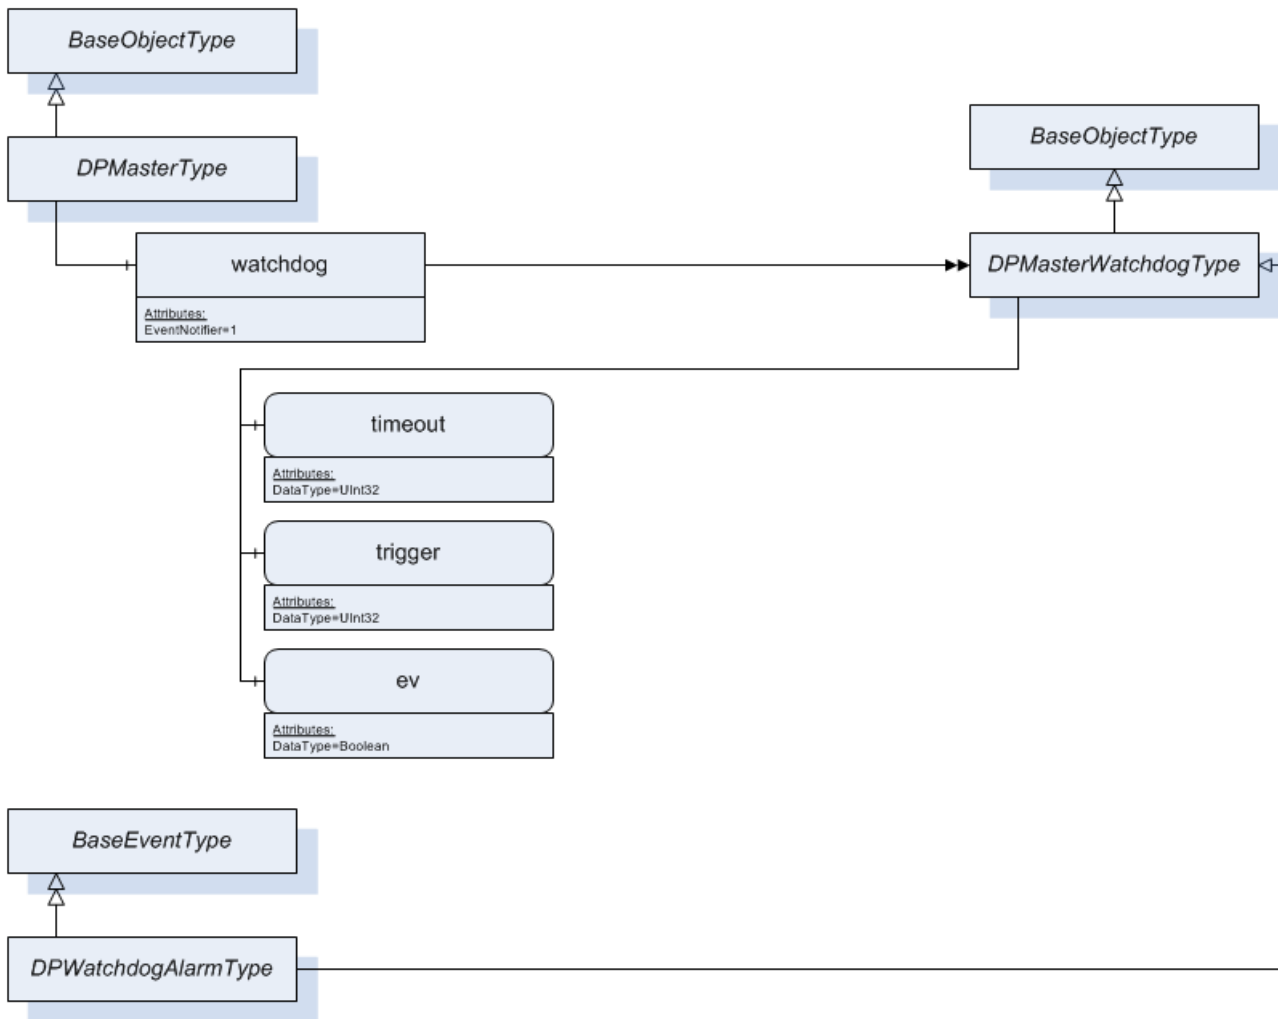 BaseObjectType
DPMasterType
BaseObjectType
watchdog
Attributes:
EventNotifier=1
DPMasterWatchdogType
timeout
Attributes:
DataType=UInt32
trigger
Attributes:
DataType=UInt32
ev
Attributes:
DataType=Boolean
BaseEventType
DPWatchdogAlarmType